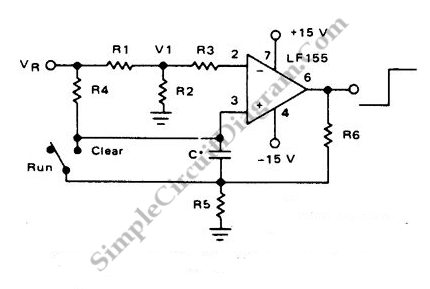 +15 V
VR
R1
V1
R3
2
7
LF155
6
R4
R2
3
4
Clear
C*
-15 V
R6
Run
R5
SimpleCircuitDiagram.Com